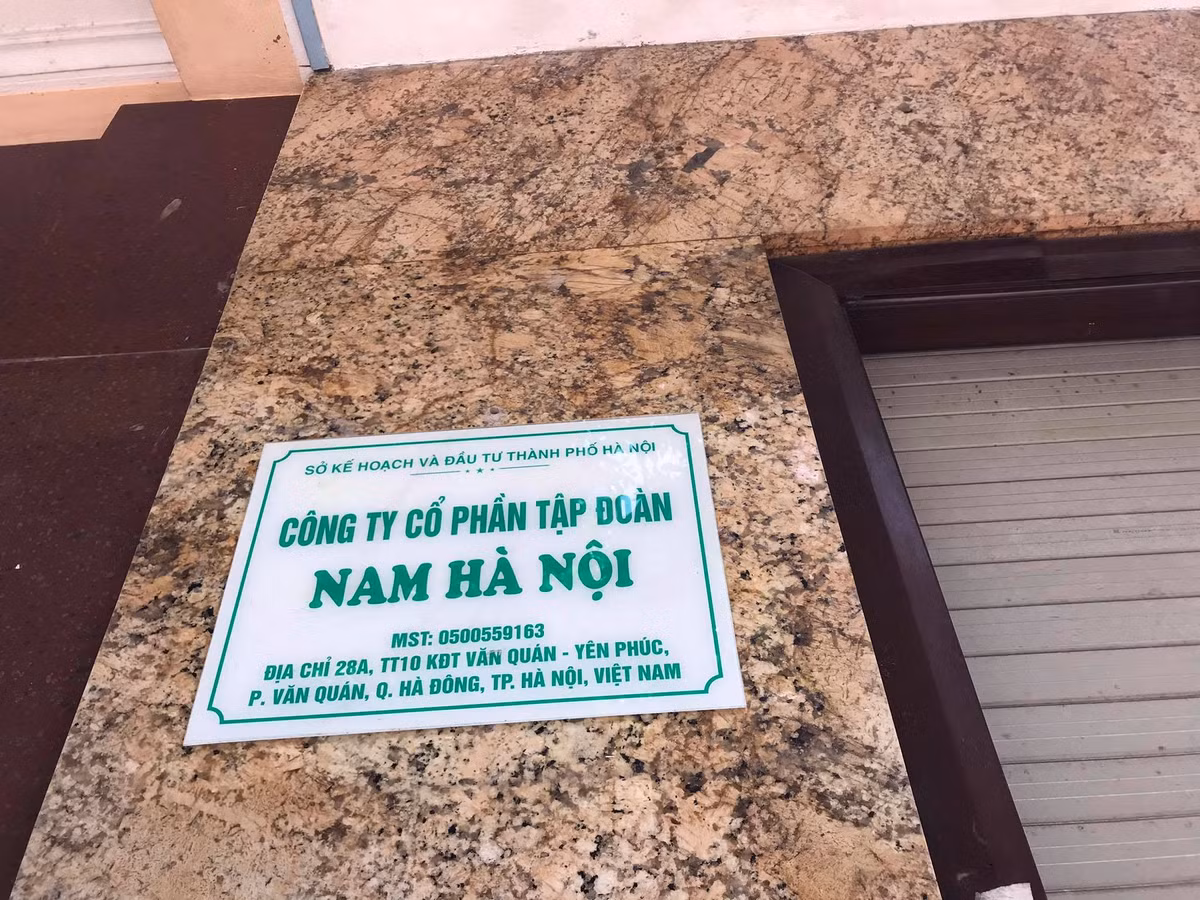 SỞ KẾ HOẠCH VÀ ĐẦU TƯ THÀNH PHỐ HÀ NỘI
CÔNG TY CỔ PHẦN TẬP ĐOÀN
NAM HÀ NỘI
MST: 0500559163
ĐỊA CHỈ 28A, TT10 KĐT VĂN QUÁN - YÊN PHÚC,
P. VĂN QUÁN, Q. HÀ ĐÔNG, TP. HÀ NỘI, VIỆT NAM